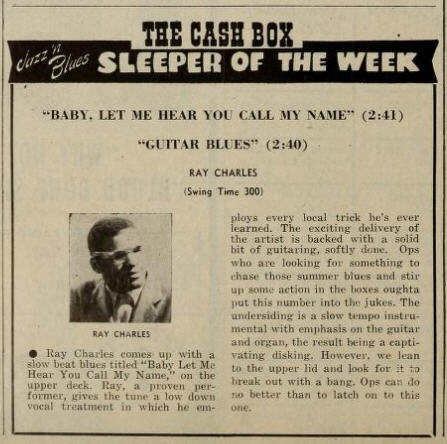 THE CASH BOX
Jazz 'n Blues
SLEEPER OF THE WEEK
"BABY, LET ME HEAR YOU CALL MY NAME" (2:41)
"GUITAR BLUES" (2:40)
RAY CHARLES
(Swing Time 300)
RAY CHARLES
● Ray Charles comes up with a
slow beat blues titled "Baby Let Me
Hear You Call My Name," on the
upper deck. Ray, a proven per-
former, gives the tune a low down
vocal treatment in which he em-
ploys every local trick he's ever
learned. The exciting delivery of
the artist is backed with a solid
bit of guitaring, softly done. Ops
who are looking for something to
chase those summer blues and stir
up some action in the boxes oughta
put this number into the jukes. The
undersiding is a slow tempo instru-
mental with emphasis on the guitar
and organ, the result being a capti-
vating disking. However, we lean
to the upper lid and look for it to
break out with a bang. Ops can do
no better than to latch on to this
one.